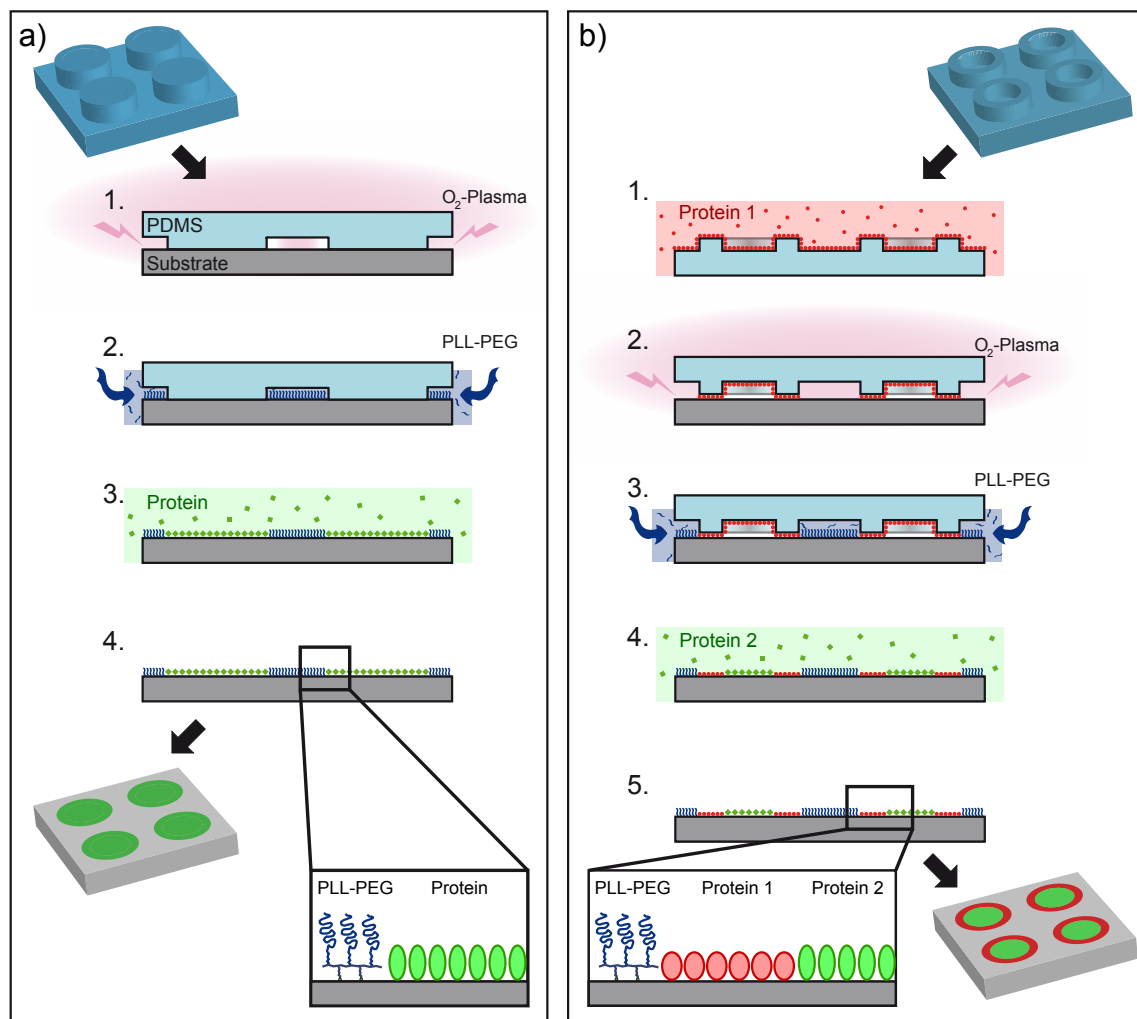 a)
1.
O2-Plasma
PDMS
Substrate
2.
PLL-PEG
3.
Protein
4.
PLL-PEG Protein
b)
1.
Protein 1
2.
O2-Plasma
3.
PLL-PEG
4.
Protein 2
5.
PLL-PEG Protein 1 Protein 2